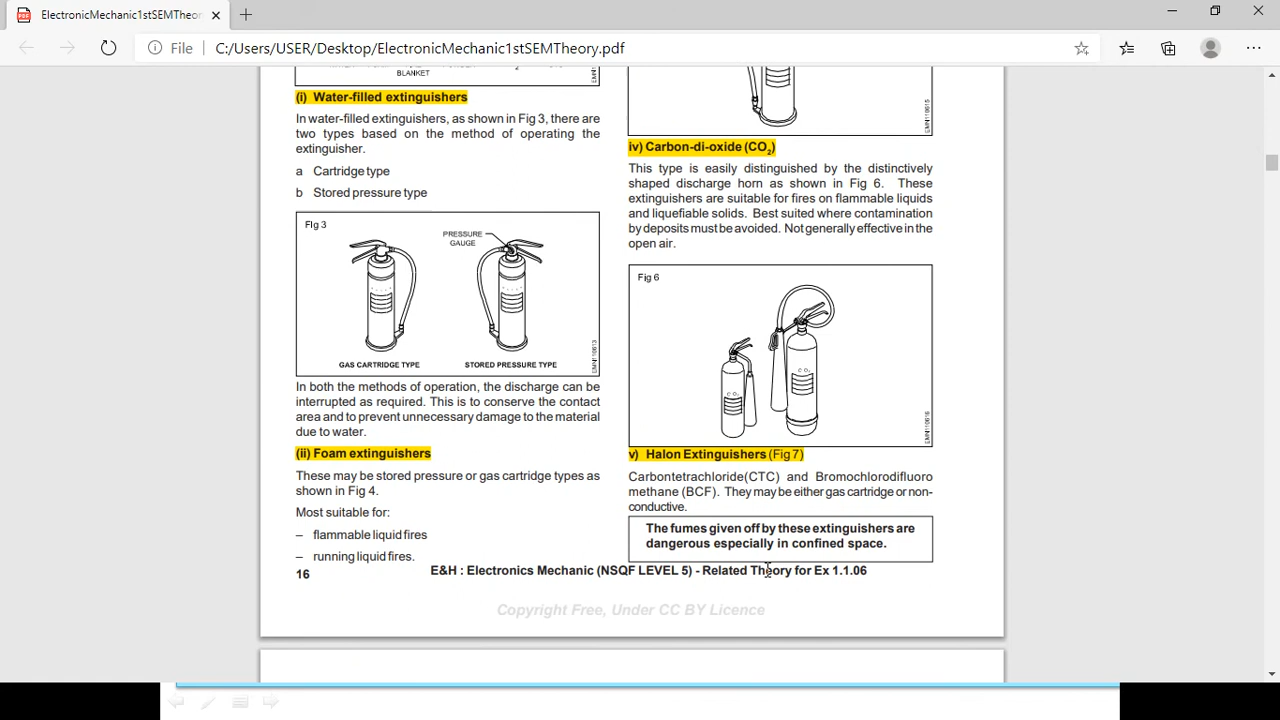 ElectronicMechanic1stSEMTheory
File
C:/Users/USER/Desktop/ElectronicMechanic1stSEMTheory.pdf
BLANKET
(i) Water-filled extinguishers
In water-filled extinguishers, as shown in Fig 3, there are
two types based on the method of operating the
extinguisher.
a Cartridge type
b Stored pressure type
FIg 3
PRESSURE
GAUGE
GAS CARTRIDGE TYPE
STORED PRESSURE TYPE
EMN110613
In both the methods of operation, the discharge can be
interrupted as required. This is to conserve the contact
area and to prevent unnecessary damage to the material
due to water.
(ii) Foam extinguishers
These may be stored pressure or gas cartridge types as
shown in Fig 4.
Most suitable for:
– flammable liquid fires
– running liquid fires.
EMN110615
iv) Carbon-di-oxide (CO2)
This type is easily distinguished by the distinctively
shaped discharge horn as shown in Fig 6. These
extinguishers are suitable for fires on flammable liquids
and liquefiable solids. Best suited where contamination
by deposits must be avoided. Not generally effective in the
open air.
Fig 6
CO2
CO2
EMN110616
v) Halon Extinguishers (Fig 7)
Carbontetrachloride(CTC) and Bromochlorodifluoro
methane (BCF). They may be either gas cartridge or non-
conductive.
The fumes given off by these extinguishers are
dangerous especially in confined space.
16
E&H : Electronics Mechanic (NSQF LEVEL 5) - Related Theory for Ex 1.1.06
Copyright Free, Under CC BY Licence